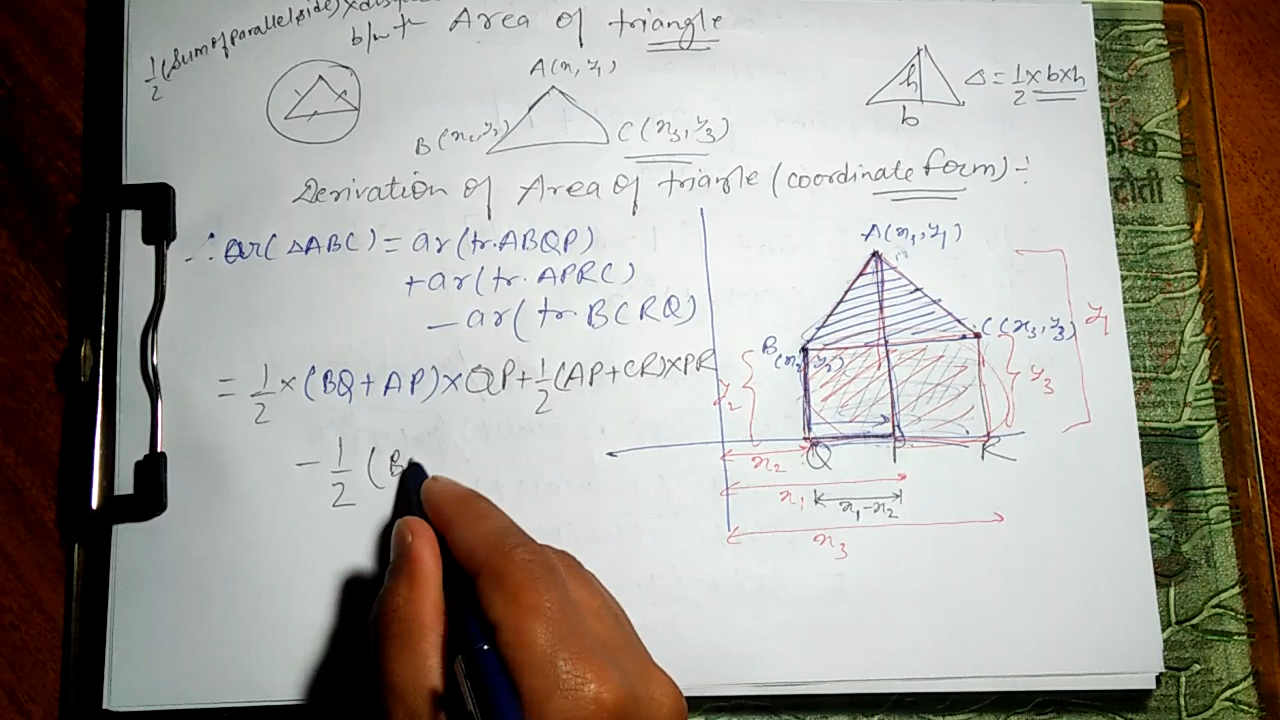 1/2 (Sum of parallel side) x dis
b/w
Area of triangle
A(x, y1)
B(x2, y2)
C(x3, y3)
h
b
Δ = 1/2 x b x h
Derivation of Area of triangle (coordinate form) :-
∴ ar(ΔABC) = ar(tr. ABQP)
+ ar(tr. APRC)
- ar(tr. BCRQ)
= 1/2 x (BQ + AP) x QP + 1/2 (AP + CR) x PR
- 1/2 (B
A(x1, y1)
B(x2, y2)
C(x3, y3)
y1
y2
y3
Q
P
R
x2
x1
x1-x2
x3
टोती